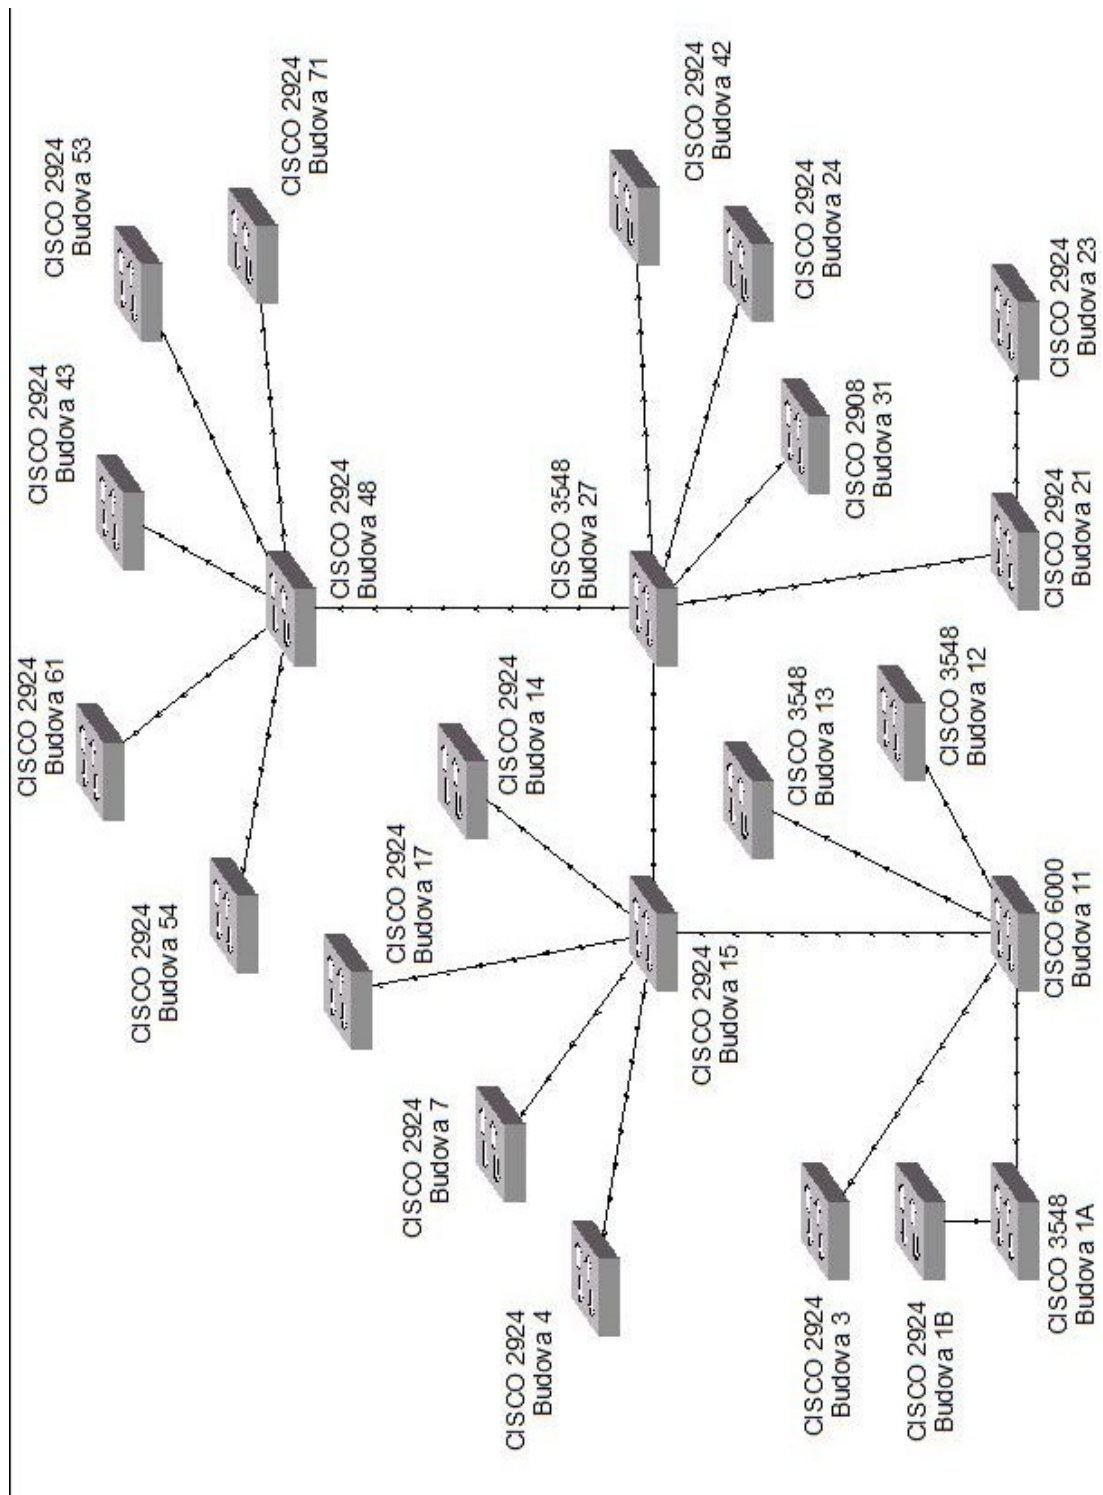 CISCO 2924
Budova 53
CISCO 2924
Budova 71
CISCO 2924
Budova 43
CISCO 2924
Budova 61
CISCO 2924
Budova 54
CISCO 2924
Budova 48
CISCO 2924
Budova 42
CISCO 2924
Budova 24
CISCO 2908
Budova 31
CISCO 3548
Budova 27
CISCO 2924
Budova 23
CISCO 2924
Budova 21
CISCO 2924
Budova 14
CISCO 2924
Budova 17
CISCO 2924
Budova 7
CISCO 2924
Budova 4
CISCO 2924
Budova 15
CISCO 3548
Budova 13
CISCO 3548
Budova 12
CISCO 6000
Budova 11
CISCO 2924
Budova 3
CISCO 2924
Budova 1B
CISCO 3548
Budova 1A